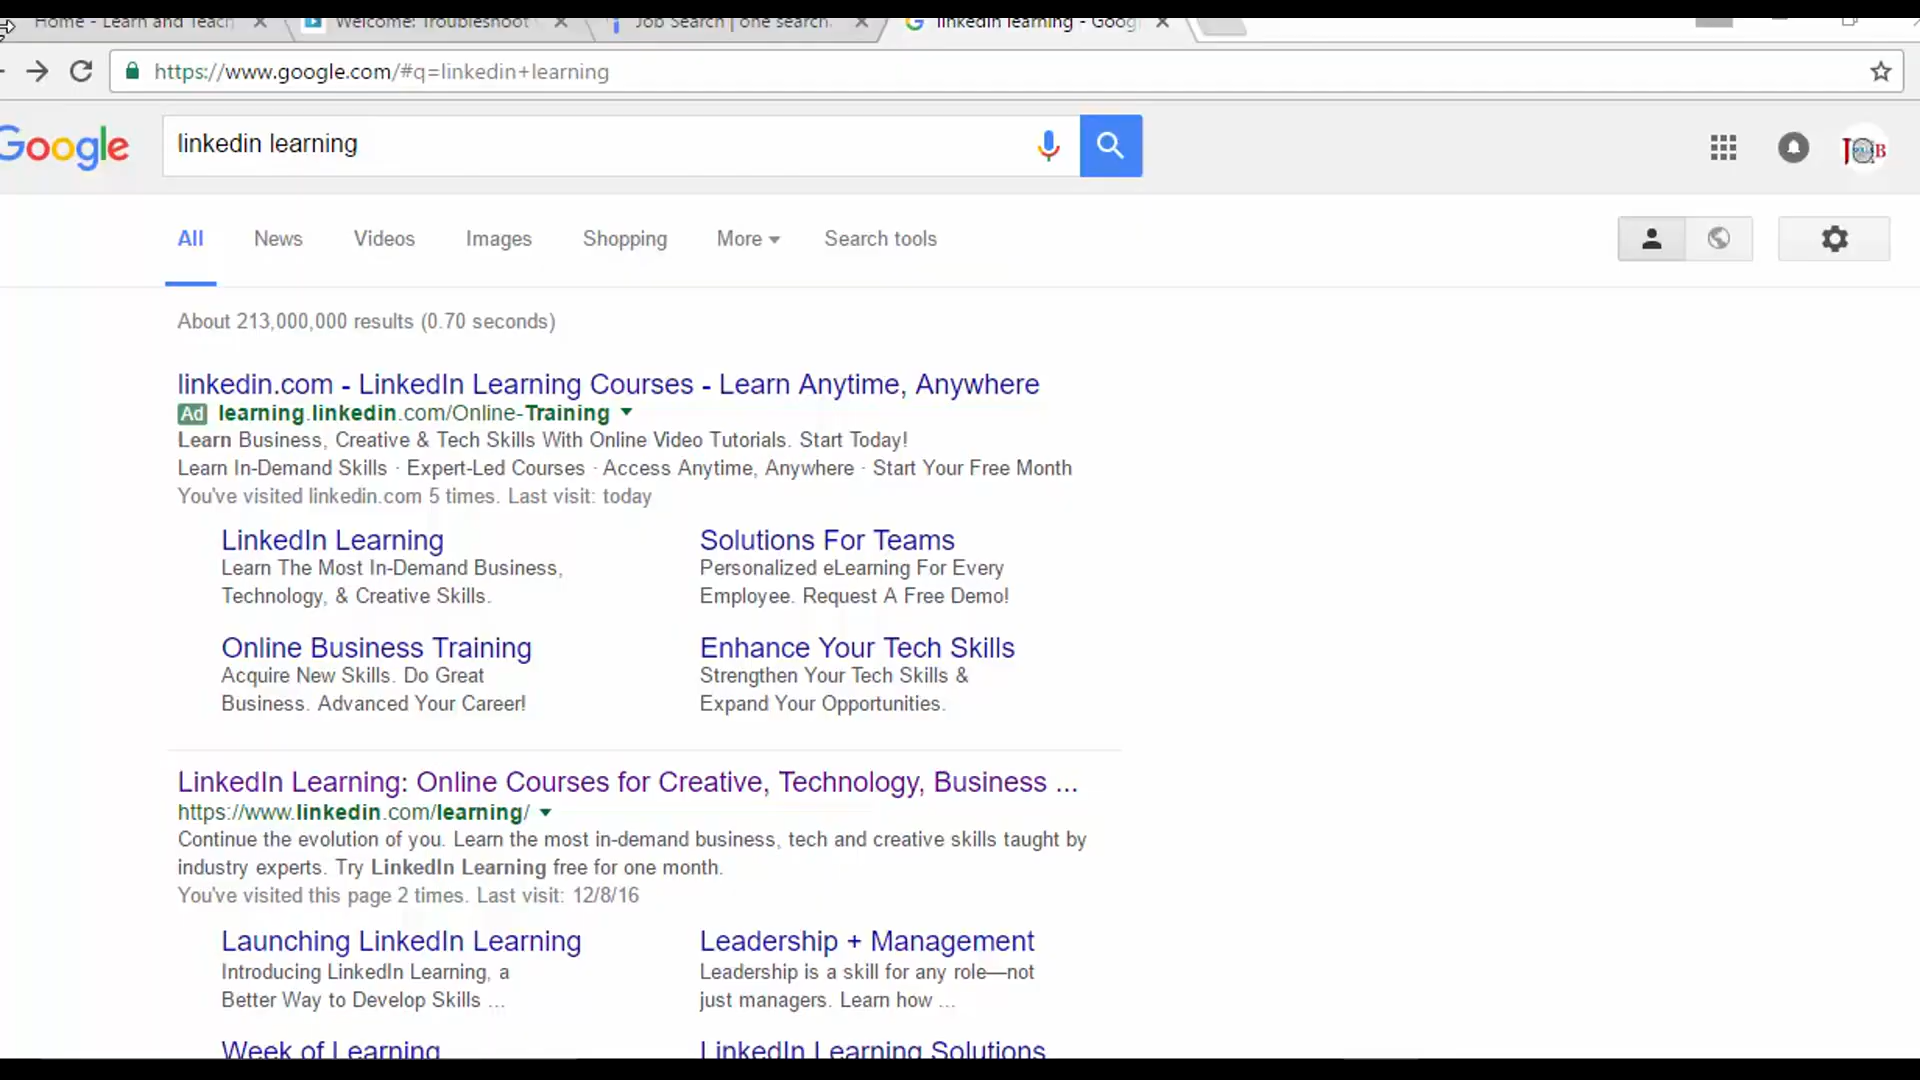 Home - Learn and Teach
Welcome: Troubleshoot
Job Search | one search.
linkedin learning - Goog
https://www.google.com/#q=linkedin+learning
Google
linkedin learning
JOB
All
News
Videos
Images
Shopping
More
Search tools
About 213,000,000 results (0.70 seconds)
linkedin.com - LinkedIn Learning Courses - Learn Anytime, Anywhere
Ad learning.linkedin.com/Online-Training
Learn Business, Creative & Tech Skills With Online Video Tutorials. Start Today!
Learn In-Demand Skills · Expert-Led Courses · Access Anytime, Anywhere · Start Your Free Month
You've visited linkedin.com 5 times. Last visit: today
LinkedIn Learning
Learn The Most In-Demand Business,
Technology, & Creative Skills.
Solutions For Teams
Personalized eLearning For Every
Employee. Request A Free Demo!
Online Business Training
Acquire New Skills. Do Great
Business. Advanced Your Career!
Enhance Your Tech Skills
Strengthen Your Tech Skills &
Expand Your Opportunities.
LinkedIn Learning: Online Courses for Creative, Technology, Business ...
https://www.linkedin.com/learning/
Continue the evolution of you. Learn the most in-demand business, tech and creative skills taught by
industry experts. Try LinkedIn Learning free for one month.
You've visited this page 2 times. Last visit: 12/8/16
Launching LinkedIn Learning
Introducing LinkedIn Learning, a
Better Way to Develop Skills ...
Leadership + Management
Leadership is a skill for any role—not
just managers. Learn how ...
Week of Learning
LinkedIn Learning Solutions